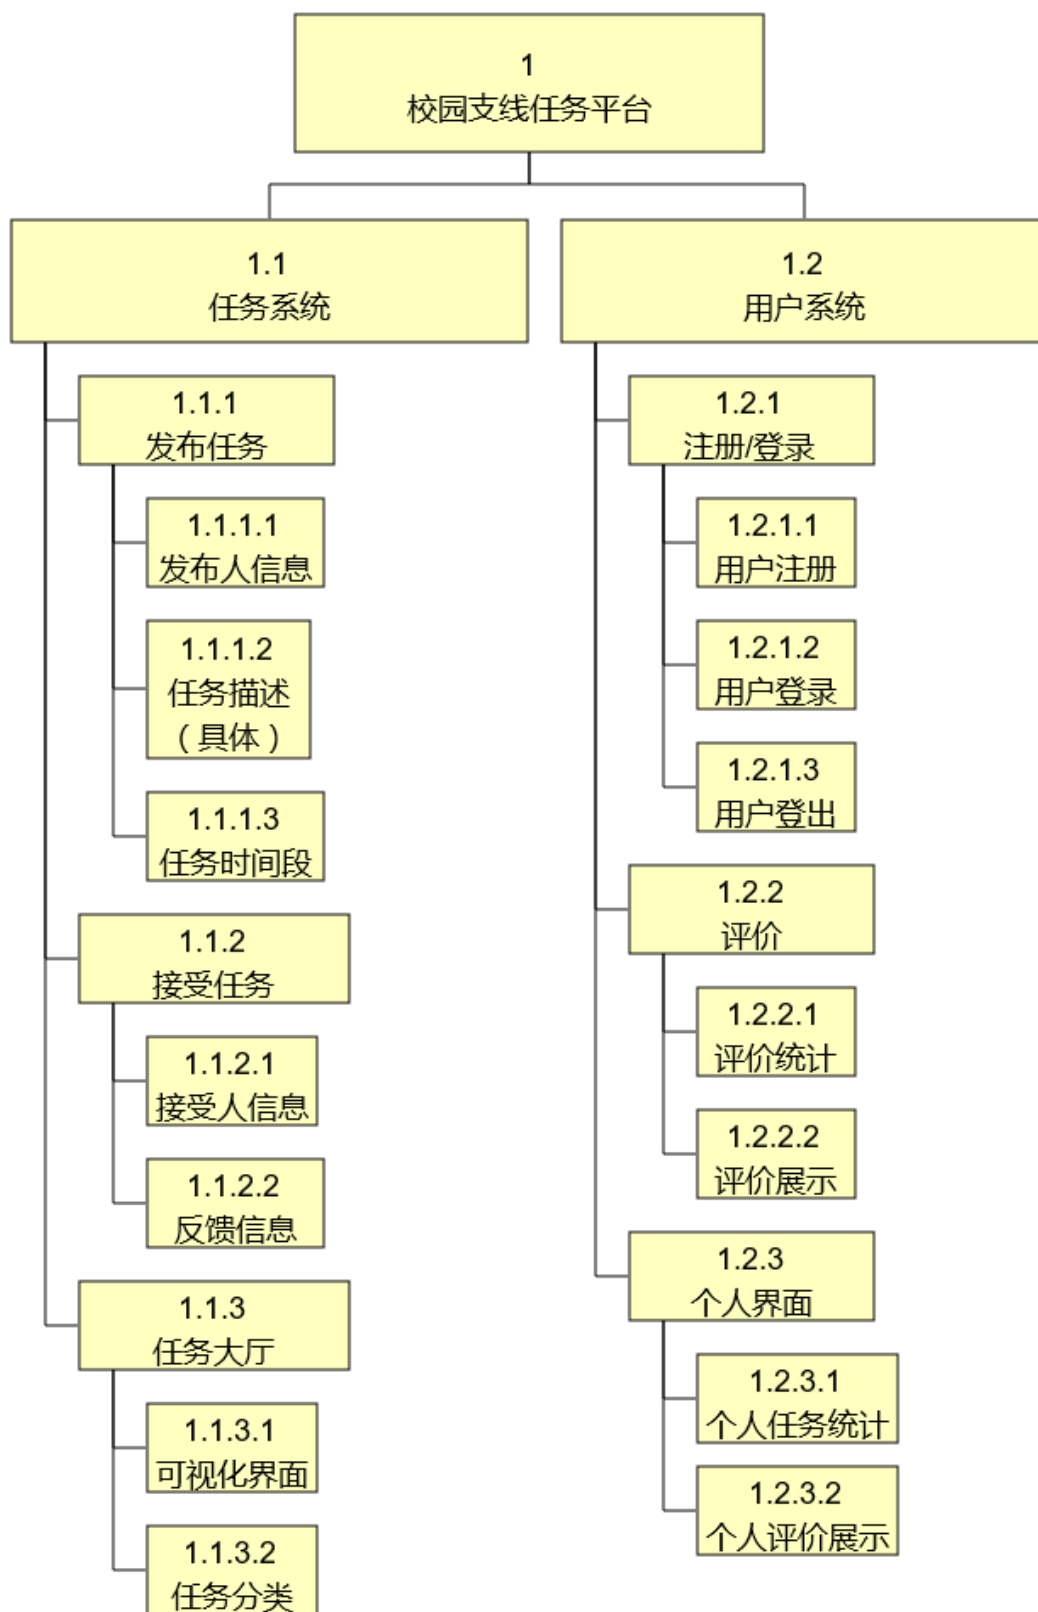 1
校园支线任务平台
1.1
任务系统
1.1.1
发布任务
1.1.1.1
发布人信息
1.1.1.2
任务描述
（具体）
1.1.1.3
任务时间段
1.1.2
接受任务
1.1.2.1
接受人信息
1.1.2.2
反馈信息
1.1.3
任务大厅
1.1.3.1
可视化界面
1.1.3.2
任务分类
1.2
用户系统
1.2.1
注册/登录
1.2.1.1
用户注册
1.2.1.2
用户登录
1.2.1.3
用户登出
1.2.2
评价
1.2.2.1
评价统计
1.2.2.2
评价展示
1.2.3
个人界面
1.2.3.1
个人任务统计
1.2.3.2
个人评价展示